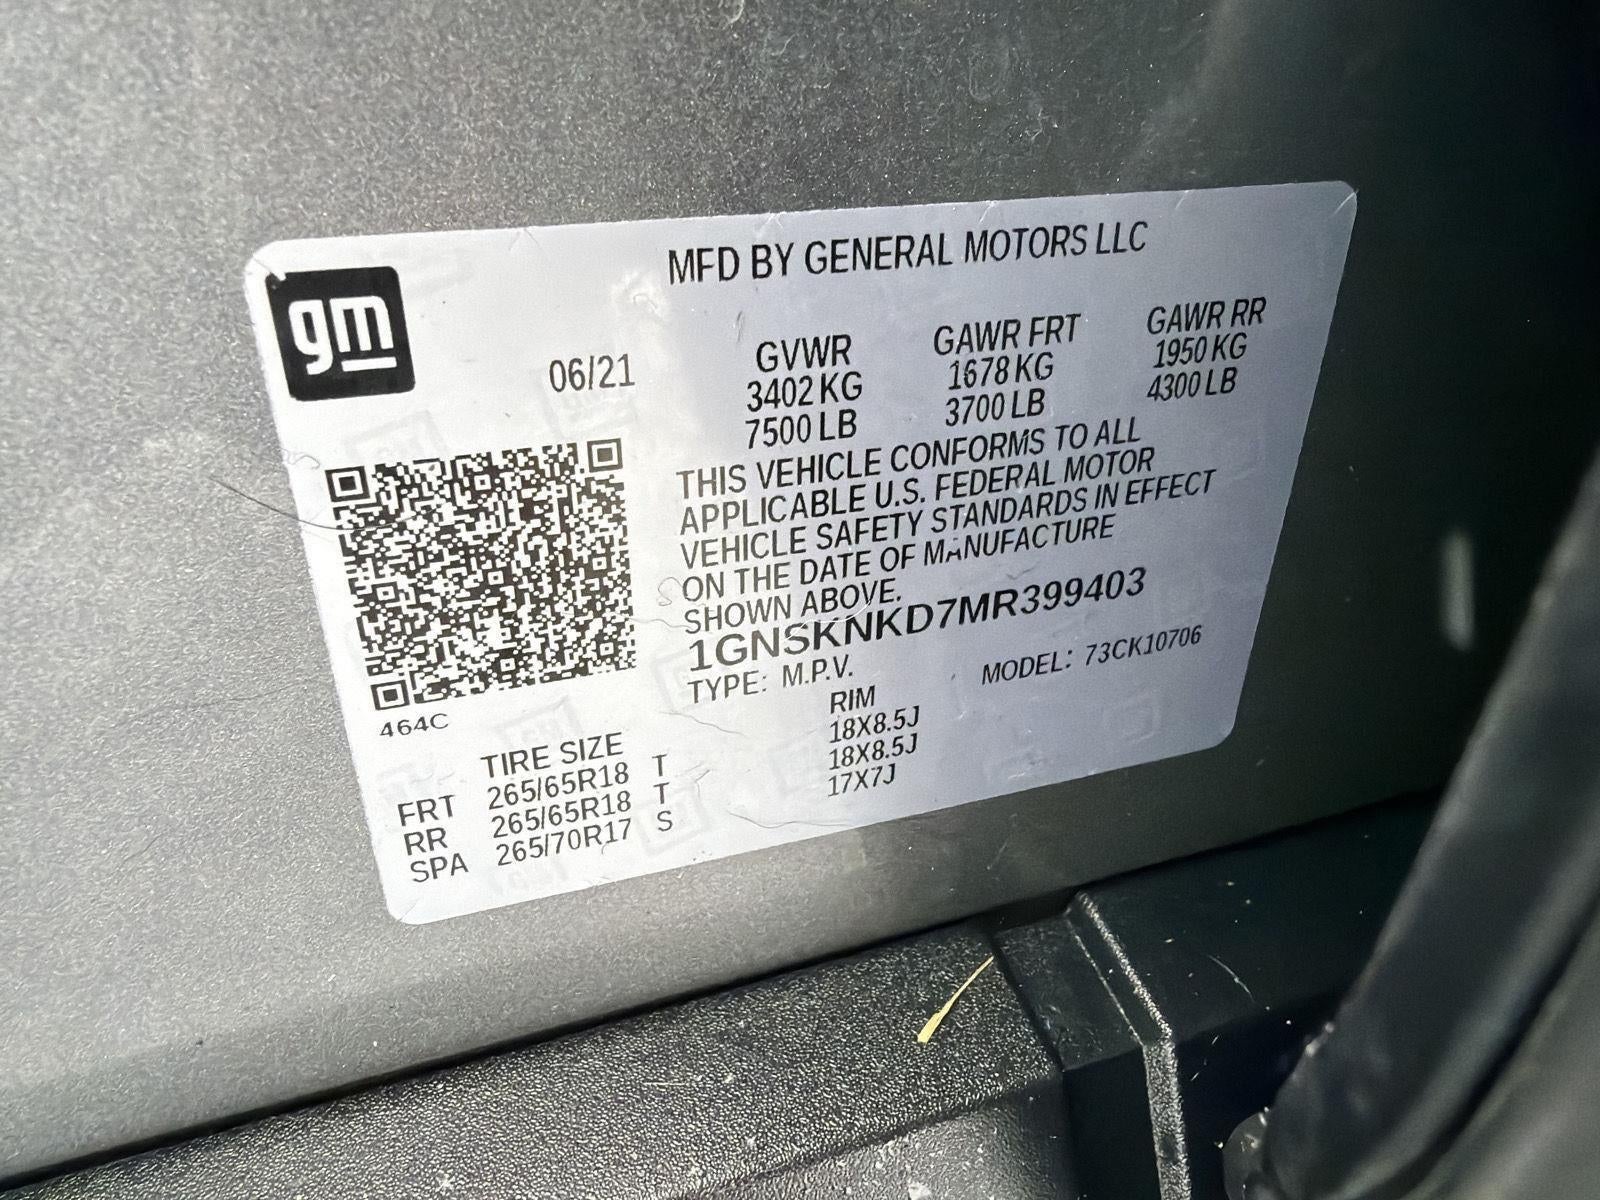 gm
MFD BY GENERAL MOTORS LLC
06/21
GVWR
3402 KG
7500 LB
GAWR FRT
1678 KG
3700 LB
GAWR RR
1950 KG
4300 LB
THIS VEHICLE CONFORMS TO ALL
APPLICABLE U.S. FEDERAL MOTOR
VEHICLE SAFETY STANDARDS IN EFFECT
ON THE DATE OF MANUFACTURE
SHOWN ABOVE.
1GNSKNKD7MR399403
TYPE: M.P.V. MODEL: 73CK10706
464C
TIRE SIZE RIM
FRT 265/65R18 T 18X8.5J
RR 265/65R18 T 18X8.5J
SPA 265/70R17 S 17X7J